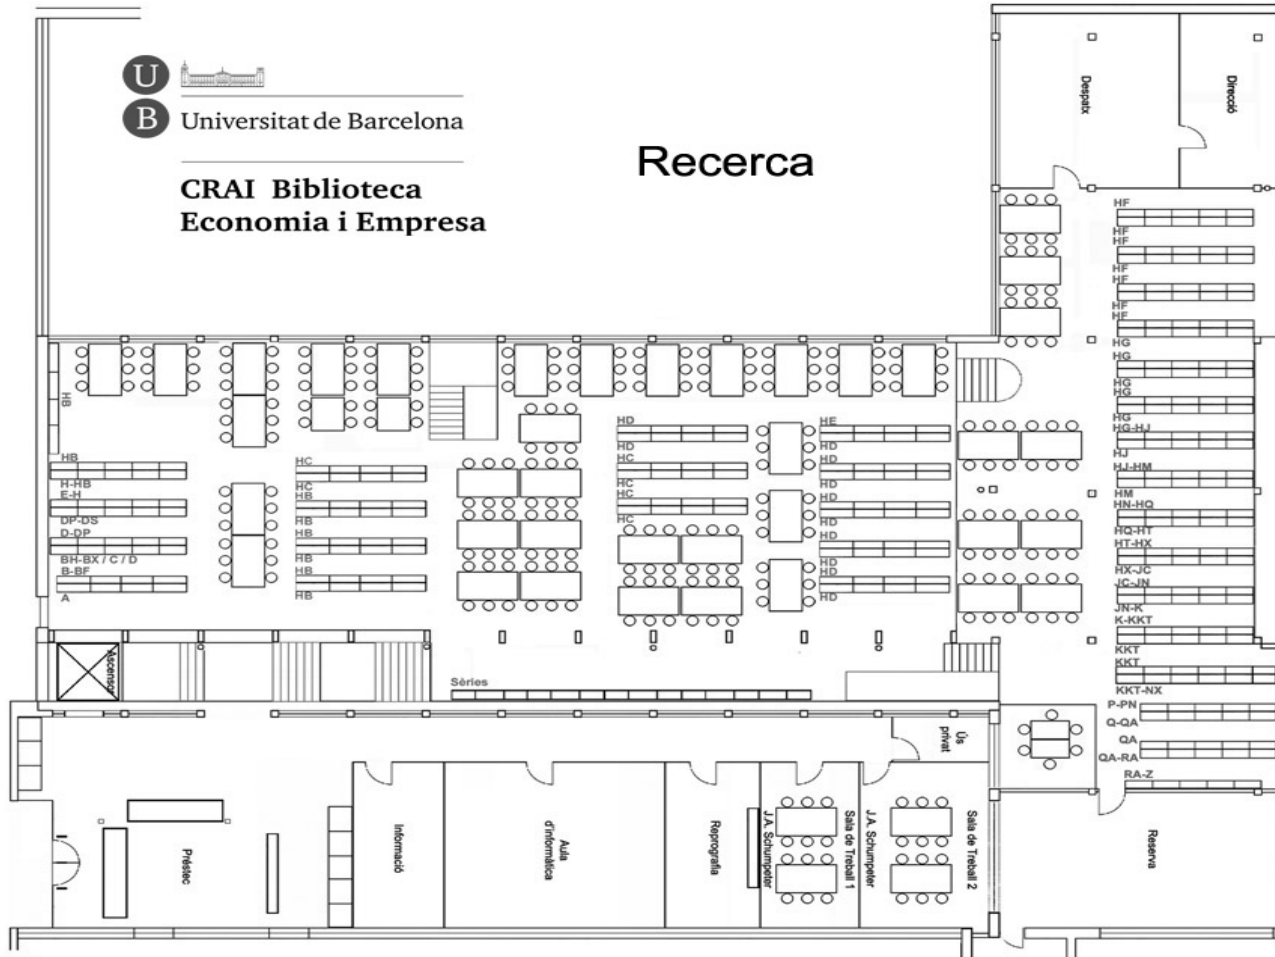 U
B
Universitat de Barcelona
CRAI Biblioteca
Economia i Empresa
Recerca
Despatx
Direcció
HF
HF
HF
HF
HF
HF
HF
HG
HG
HG
HG
HG
HG-HJ
HJ
HJ-HM
HM
HN-HQ
HQ-HT
HT-HX
HX-JC
JC-JN
JN-K
K-KKT
KKT
KKT
KKT-NX
P-PN
Q-QA
QA
QA-RA
RA-Z
HB
HB
H-HB
E-H
DP-DS
D-DP
BH-BX / C / D
B-BF
A
HC
HC
HB
HB
HB
HB
HB
HD
HD
HC
HC
HC
HC
HE
HD
HD
HD
HD
HD
HD
HD
HD
Ascensor
Sèries
Préstec
Informació
Aula
d'informàtica
Reprografia
Sala de Treball 1
J.A. Schumpeter
Sala de Treball 2
J.A. Schumpeter
Ús
privat
Reserva